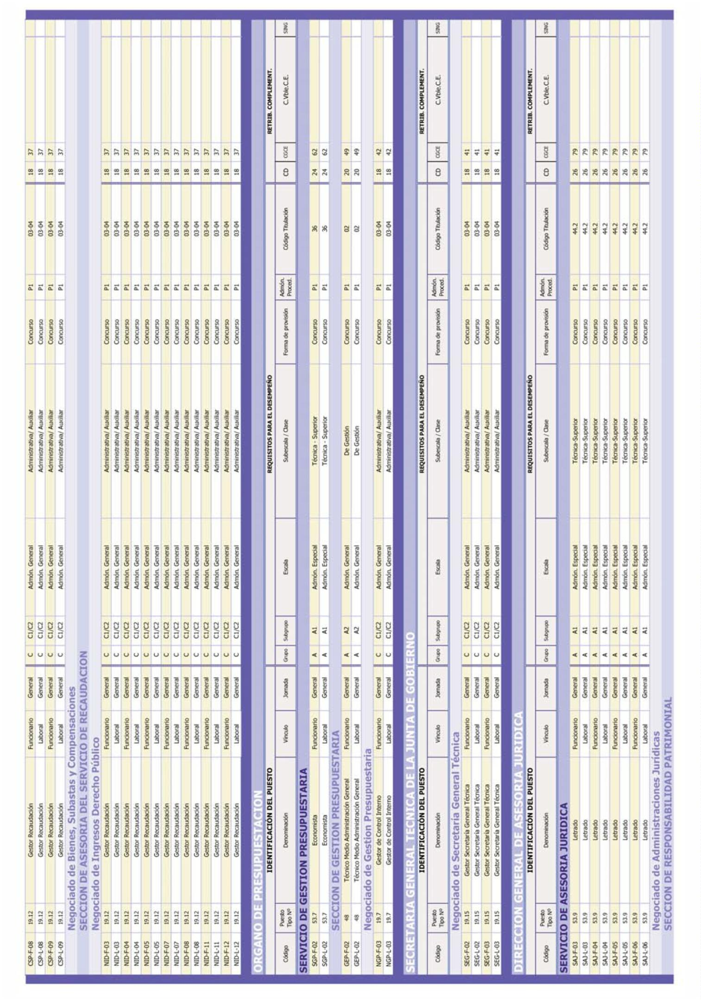 CSP-F-08 19.12 Gestor Recaudación Funcionario General C C1/C2 Admón. General Administrativa/ Auxiliar Concurso P1 03-04 18 37
CSP-L-08 19.12 Gestor Recaudación Laboral General C C1/C2 Admón. General Administrativa/ Auxiliar Concurso P1 03-04 18 37
CSP-F-09 19.12 Gestor Recaudación Funcionario General C C1/C2 Admón. General Administrativa/ Auxiliar Concurso P1 03-04 18 37
CSP-L-09 19.12 Gestor Recaudación Laboral General C C1/C2 Admón. General Administrativa/ Auxiliar Concurso P1 03-04 18 37
Negociado de Bienes, Subastas y Compensaciones
SECCION DE ASESORIA DEL SERVICIO DE RECAUDACION
Negociado de Ingresos Derecho Público
NID-F-03 19.12 Gestor Recaudación Funcionario General C C1/C2 Admón. General Administrativa/ Auxiliar Concurso P1 03-04 18 37
NID-L-03 19.12 Gestor Recaudación Laboral General C C1/C2 Admón. General Administrativa/ Auxiliar Concurso P1 03-04 18 37
NID-F-04 19.12 Gestor Recaudación Funcionario General C C1/C2 Admón. General Administrativa/ Auxiliar Concurso P1 03-04 18 37
NID-L-04 19.12 Gestor Recaudación Laboral General C C1/C2 Admón. General Administrativa/ Auxiliar Concurso P1 03-04 18 37
NID-F-05 19.12 Gestor Recaudación Funcionario General C C1/C2 Admón. General Administrativa/ Auxiliar Concurso P1 03-04 18 37
NID-L-05 19.12 Gestor Recaudación Laboral General C C1/C2 Admón. General Administrativa/ Auxiliar Concurso P1 03-04 18 37
NID-F-07 19.12 Gestor Recaudación Funcionario General C C1/C2 Admón. General Administrativa/ Auxiliar Concurso P1 03-04 18 37
NID-L-07 19.12 Gestor Recaudación Laboral General C C1/C2 Admón. General Administrativa/ Auxiliar Concurso P1 03-04 18 37
NID-F-08 19.12 Gestor Recaudación Funcionario General C C1/C2 Admón. General Administrativa/ Auxiliar Concurso P1 03-04 18 37
NID-L-08 19.12 Gestor Recaudación Laboral General C C1/C2 Admón. General Administrativa/ Auxiliar Concurso P1 03-04 18 37
NID-F-11 19.12 Gestor Recaudación Funcionario General C C1/C2 Admón. General Administrativa/ Auxiliar Concurso P1 03-04 18 37
NID-L-11 19.12 Gestor Recaudación Laboral General C C1/C2 Admón. General Administrativa/ Auxiliar Concurso P1 03-04 18 37
NID-F-12 19.12 Gestor Recaudación Funcionario General C C1/C2 Admón. General Administrativa/ Auxiliar Concurso P1 03-04 18 37
NID-L-12 19.12 Gestor Recaudación Laboral General C C1/C2 Admón. General Administrativa/ Auxiliar Concurso P1 03-04 18 37
ORGANO DE PRESUPUESTACION
IDENTIFICACIÓN DEL PUESTO REQUISITOS PARA EL DESEMPEÑO RETRIB. COMPLEMENT.
Código Puesto Tipo Nº Denominación Vínculo Jornada Grupo Subgrupo Escala Subescala / Clase Forma de provisión Admón. Proced. Código Titulación CD CGCE C.Vble.C.E. SING
SERVICIO DE GESTION PRESUPUESTARIA
SGP-F-02 53.7 Economista Funcionario General A A1 Admón. Especial Técnica - Superior Concurso P1 36 24 62
SGP-L-02 53.7 Economista Laboral General A A1 Admón. Especial Técnica - Superior Concurso P1 36 24 62
SECCION DE GESTION PRESUPUESTARIA
GEP-F-02 48 Técnico Medio Administración General Funcionario General A A2 Admón. General De Gestión Concurso P1 02 20 49
GEP-L-02 48 Técnico Medio Administración General Laboral General A A2 Admón. General De Gestión Concurso P1 02 20 49
Negociado de Gestion Presupuestaria
NGP-F-03 19.7 Gestor de Control Interno Funcionario General C C1/C2 Admón. General Administrativa/ Auxiliar Concurso P1 03-04 18 42
NGP-L-03 19.7 Gestor de Control Interno Laboral General C C1/C2 Admón. General Administrativa/ Auxiliar Concurso P1 03-04 18 42
SECRETARIA GENERAL TECNICA DE LA JUNTA DE GOBIERNO
IDENTIFICACIÓN DEL PUESTO REQUISITOS PARA EL DESEMPEÑO RETRIB. COMPLEMENT.
Código Puesto Tipo Nº Denominación Vínculo Jornada Grupo Subgrupo Escala Subescala / Clase Forma de provisión Admón. Proced. Código Titulación CD CGCE C.Vble.C.E. SING
Negociado de Secretaría General Técnica
SEG-F-02 19.15 Gestor Secretaría General Técnica Funcionario General C C1/C2 Admón. General Administrativa/ Auxiliar Concurso P1 03-04 18 41
SEG-L-02 19.15 Gestor Secretaría General Técnica Laboral General C C1/C2 Admón. General Administrativa/ Auxiliar Concurso P1 03-04 18 41
SEG-F-03 19.15 Gestor Secretaría General Técnica Funcionario General C C1/C2 Admón. General Administrativa/ Auxiliar Concurso P1 03-04 18 41
SEG-L-03 19.15 Gestor Secretaría General Técnica Laboral General C C1/C2 Admón. General Administrativa/ Auxiliar Concurso P1 03-04 18 41
DIRECCION GENERAL DE ASESORIA JURIDICA
IDENTIFICACIÓN DEL PUESTO REQUISITOS PARA EL DESEMPEÑO RETRIB. COMPLEMENT.
Código Puesto Tipo Nº Denominación Vínculo Jornada Grupo Subgrupo Escala Subescala / Clase Forma de provisión Admón. Proced. Código Titulación CD CGCE C.Vble.C.E. SING
SERVICIO DE ASESORIA JURIDICA
SAJ-F-03 53.9 Letrado Funcionario General A A1 Admón. Especial Técnica-Superior Concurso P1 44.2 26 79
SAJ-L-03 53.9 Letrado Laboral General A A1 Admón. Especial Técnica-Superior Concurso P1 44.2 26 79
SAJ-F-04 53.9 Letrado Funcionario General A A1 Admón. Especial Técnica-Superior Concurso P1 44.2 26 79
SAJ-L-04 53.9 Letrado Laboral General A A1 Admón. Especial Técnica-Superior Concurso P1 44.2 26 79
SAJ-F-05 53.9 Letrado Funcionario General A A1 Admón. Especial Técnica-Superior Concurso P1 44.2 26 79
SAJ-L-05 53.9 Letrado Laboral General A A1 Admón. Especial Técnica-Superior Concurso P1 44.2 26 79
SAJ-F-06 53.9 Letrado Funcionario General A A1 Admón. Especial Técnica-Superior Concurso P1 44.2 26 79
SAJ-L-06 53.9 Letrado Laboral General A A1 Admón. Especial Técnica-Superior Concurso P1 44.2 26 79
Negociado de Administraciones Jurídicas
SECCION DE RESPONSABILIDAD PATRIMONIAL